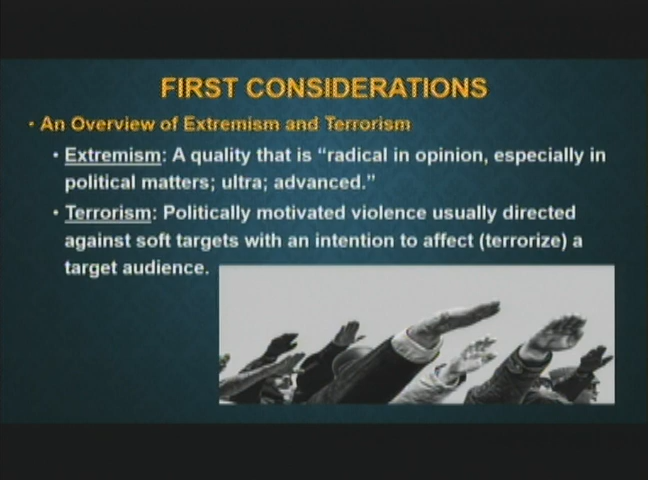 FIRST CONSIDERATIONS
• An Overview of Extremism and Terrorism
• Extremism: A quality that is “radical in opinion, especially in
political matters; ultra; advanced.”
• Terrorism: Politically motivated violence usually directed
against soft targets with an intention to affect (terrorize) a
target audience.